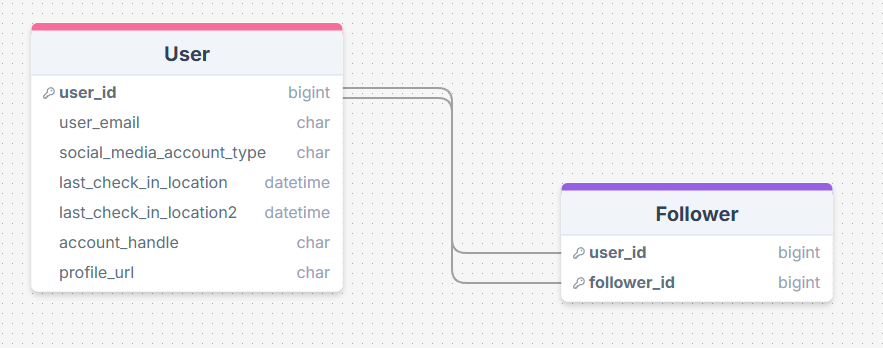 User
user_id bigint
user_email char
social_media_account_type char
last_check_in_location datetime
last_check_in_location2 datetime
account_handle char
profile_url char
Follower
user_id bigint
follower_id bigint